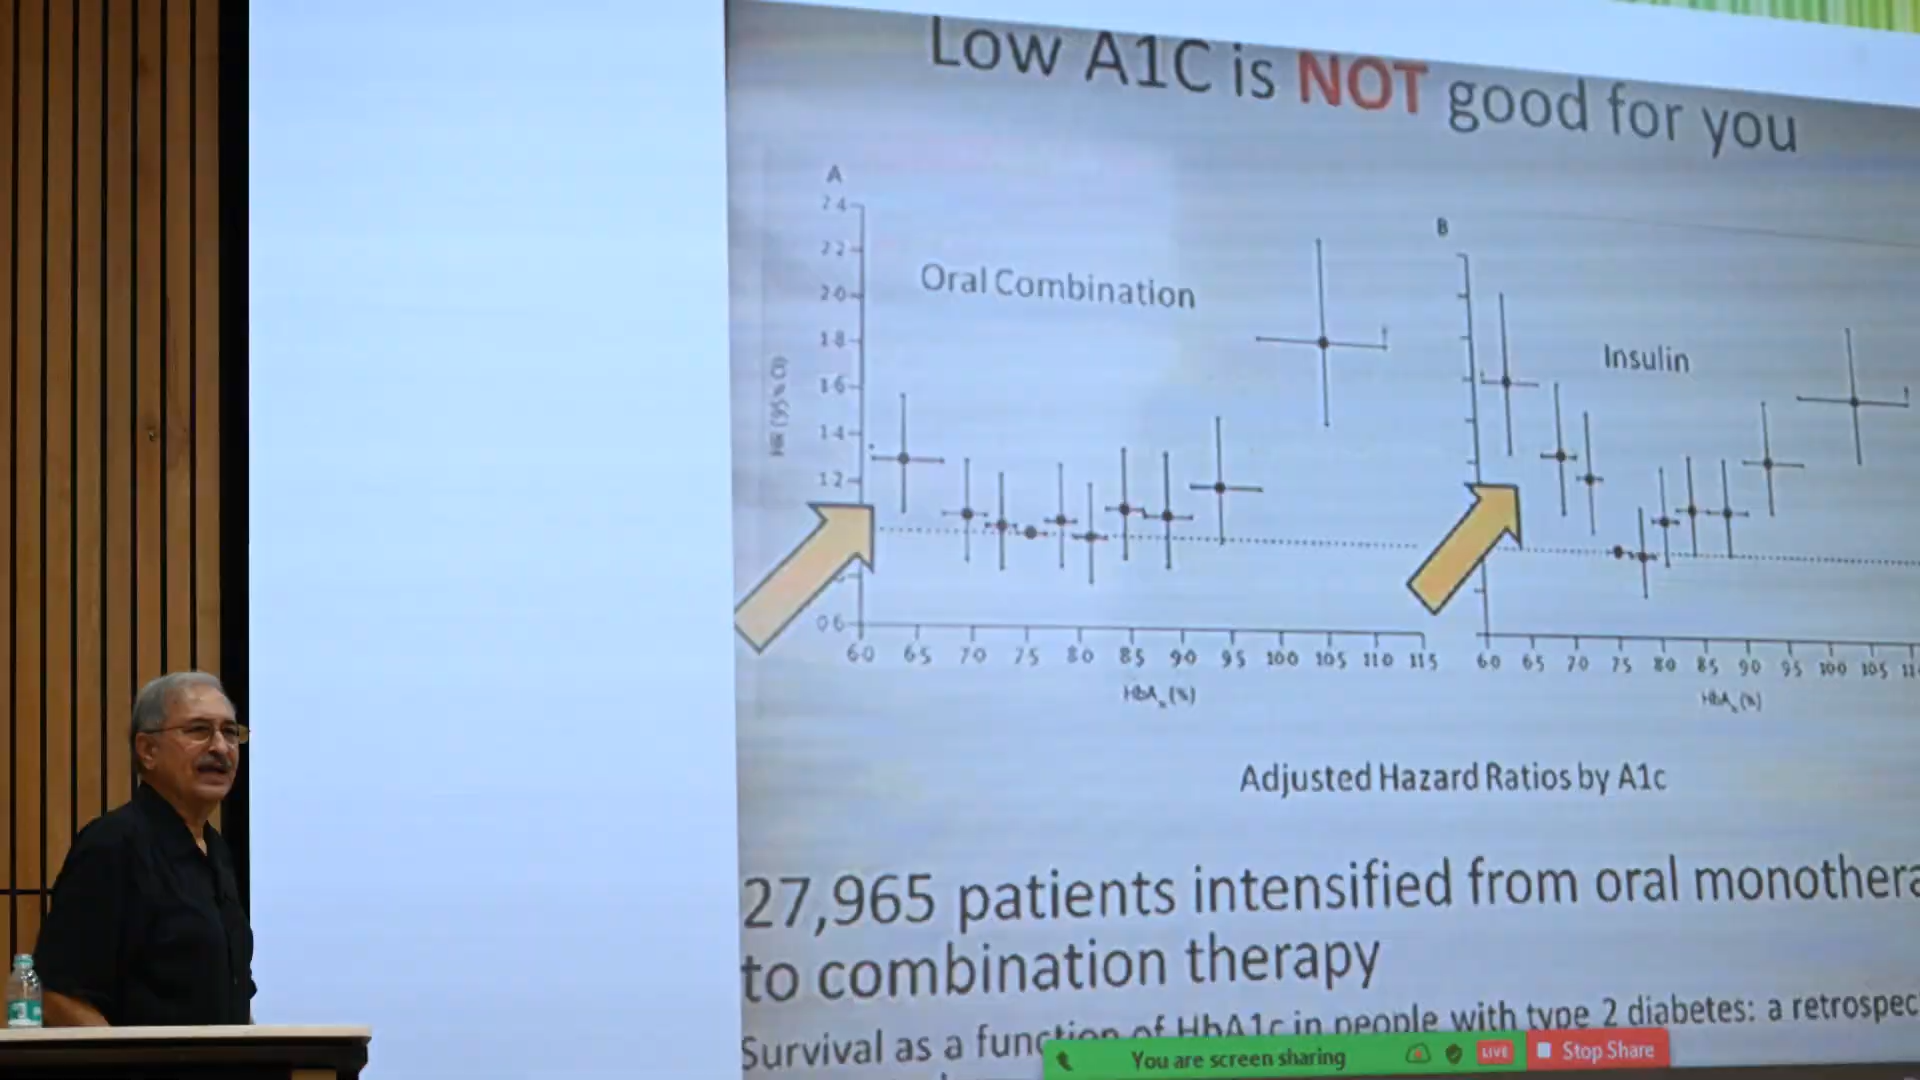 Low A1C is NOT good for you
A
2.4
2.2
2.0
1.8
1.6
1.4
1.2
0.6
HR (95% CI)
Oral Combination
6.0 6.5 7.0 7.5 8.0 8.5 9.0 9.5 10.0 10.5 11.0 11.5
HbA1c (%)
B
Insulin
6.0 6.5 7.0 7.5 8.0 8.5 9.0 9.5 10.0 10.5
HbA1c (%)
Adjusted Hazard Ratios by A1c
27,965 patients intensified from oral monothera
to combination therapy
Survival as a function of HbA1c in people with type 2 diabetes: a retrospec
You are screen sharing LIVE Stop Share